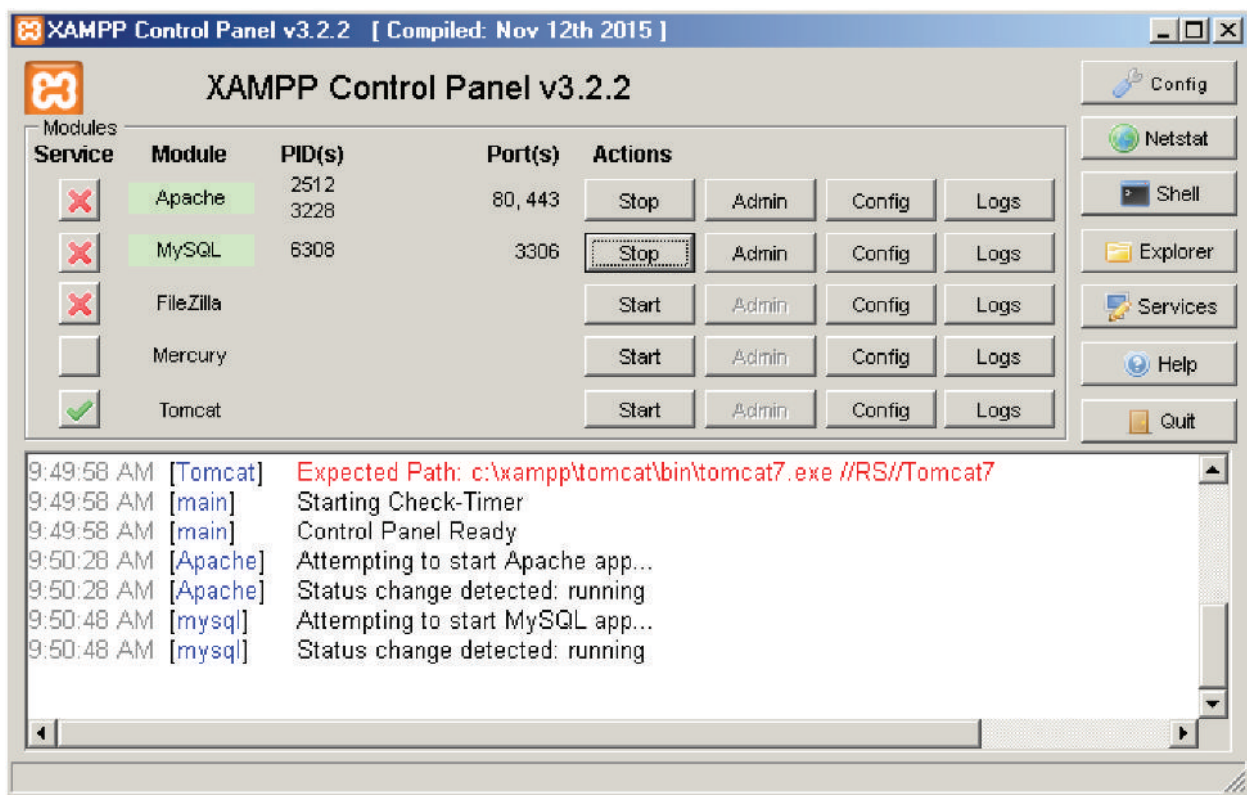 XAMPP Control Panel v3.2.2 [ Compiled: Nov 12th 2015 ]
XAMPP Control Panel v3.2.2
Config
Modules
Netstat
Service Module PID(s) Port(s) Actions
Apache 2512 3228 80, 443 Stop Admin Config Logs
Shell
MySQL 6308 3306 Stop Admin Config Logs
Explorer
FileZilla Start Admin Config Logs
Services
Mercury Start Admin Config Logs
Help
Tomcat Start Admin Config Logs
Quit
9:49:58 AM [Tomcat] Expected Path: c:\xampp\tomcat\bin\tomcat7.exe //RS//Tomcat7
9:49:58 AM [main] Starting Check-Timer
9:49:58 AM [main] Control Panel Ready
9:50:28 AM [Apache] Attempting to start Apache app...
9:50:28 AM [Apache] Status change detected: running
9:50:48 AM [mysql] Attempting to start MySQL app...
9:50:48 AM [mysql] Status change detected: running